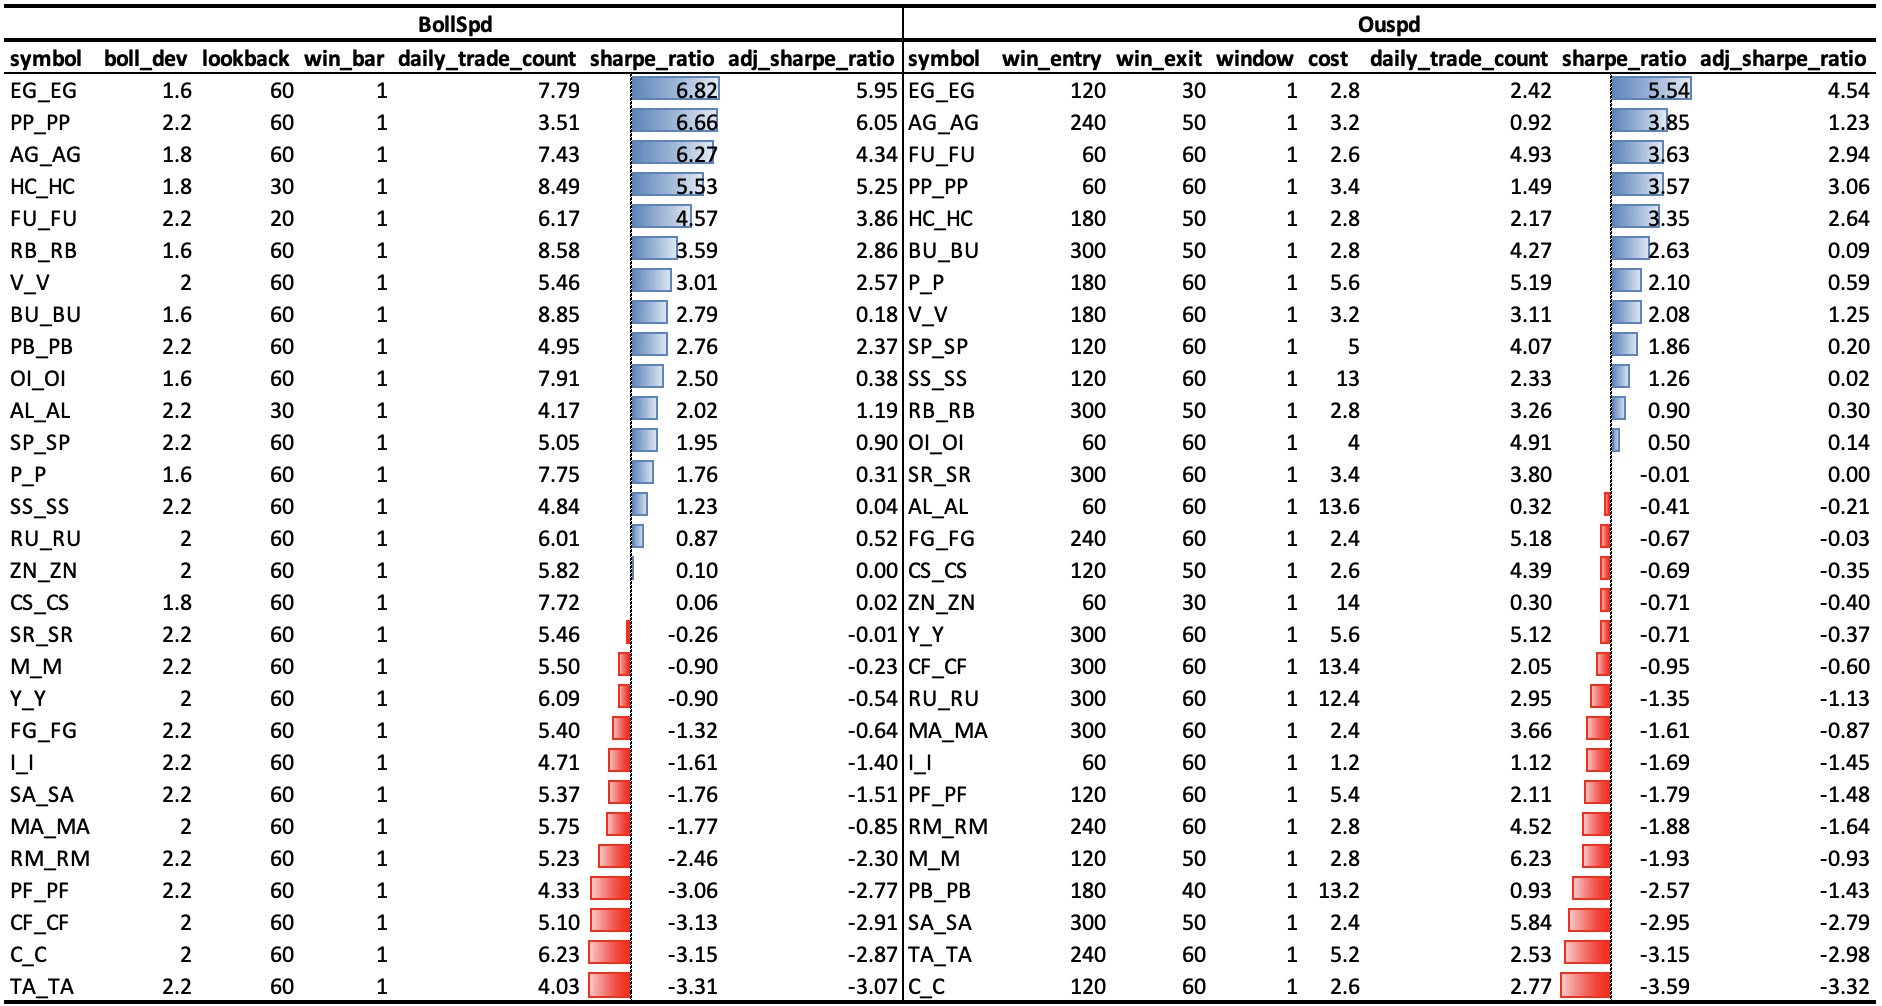 BollSpd Ouspd
symbol boll_dev lookback win_bar daily_trade_count sharpe_ratio adj_sharpe_ratio symbol win_entry win_exit window cost daily_trade_count sharpe_ratio adj_sharpe_ratio
EG_EG 1.6 60 1 7.79 6.82 5.95 EG_EG 120 30 1 2.8 2.42 5.54 4.54
PP_PP 2.2 60 1 3.51 6.66 6.05 AG_AG 240 50 1 3.2 0.92 3.85 1.23
AG_AG 1.8 60 1 7.43 6.27 4.34 FU_FU 60 60 1 2.6 4.93 3.63 2.94
HC_HC 1.8 30 1 8.49 5.53 5.25 PP_PP 60 60 1 3.4 1.49 3.57 3.06
FU_FU 2.2 20 1 6.17 4.57 3.86 HC_HC 180 50 1 2.8 2.17 3.35 2.64
RB_RB 1.6 60 1 8.58 3.59 2.86 BU_BU 300 50 1 2.8 4.27 2.63 0.09
V_V 2 60 1 5.46 3.01 2.57 P_P 180 60 1 5.6 5.19 2.10 0.59
BU_BU 1.6 60 1 8.85 2.79 0.18 V_V 180 60 1 3.2 3.11 2.08 1.25
PB_PB 2.2 60 1 4.95 2.76 2.37 SP_SP 120 60 1 5 4.07 1.86 0.20
OI_OI 1.6 60 1 7.91 2.50 0.38 SS_SS 120 60 1 13 2.33 1.26 0.02
AL_AL 2.2 30 1 4.17 2.02 1.19 RB_RB 300 50 1 2.8 3.26 0.90 0.30
SP_SP 2.2 60 1 5.05 1.95 0.90 OI_OI 60 60 1 4 4.91 0.50 0.14
P_P 1.6 60 1 7.75 1.76 0.31 SR_SR 300 60 1 3.4 3.80 -0.01 0.00
SS_SS 2.2 60 1 4.84 1.23 0.04 AL_AL 60 60 1 13.6 0.32 -0.41 -0.21
RU_RU 2 60 1 6.01 0.87 0.52 FG_FG 240 60 1 2.4 5.18 -0.67 -0.03
ZN_ZN 2 60 1 5.82 0.10 0.00 CS_CS 120 50 1 2.6 4.39 -0.69 -0.35
CS_CS 1.8 60 1 7.72 0.06 0.02 ZN_ZN 60 30 1 14 0.30 -0.71 -0.40
SR_SR 2.2 60 1 5.46 -0.26 -0.01 Y_Y 300 60 1 5.6 5.12 -0.71 -0.37
M_M 2.2 60 1 5.50 -0.90 -0.23 CF_CF 300 60 1 13.4 2.05 -0.95 -0.60
Y_Y 2 60 1 6.09 -0.90 -0.54 RU_RU 300 60 1 12.4 2.95 -1.35 -1.13
FG_FG 2.2 60 1 5.40 -1.32 -0.64 MA_MA 300 60 1 2.4 3.66 -1.61 -0.87
I_I 2.2 60 1 4.71 -1.61 -1.40 I_I 60 60 1 1.2 1.12 -1.69 -1.45
SA_SA 2.2 60 1 5.37 -1.76 -1.51 PF_PF 120 60 1 5.4 2.11 -1.79 -1.48
MA_MA 2 60 1 5.75 -1.77 -0.85 RM_RM 240 60 1 2.8 4.52 -1.88 -1.64
RM_RM 2.2 60 1 5.23 -2.46 -2.30 M_M 120 50 1 2.8 6.23 -1.93 -0.93
PF_PF 2.2 60 1 4.33 -3.06 -2.77 PB_PB 180 40 1 13.2 0.93 -2.57 -1.43
CF_CF 2 60 1 5.10 -3.13 -2.91 SA_SA 300 50 1 2.4 5.84 -2.95 -2.79
C_C 2 60 1 6.23 -3.15 -2.87 TA_TA 240 60 1 5.2 2.53 -3.15 -2.98
TA_TA 2.2 60 1 4.03 -3.31 -3.07 C_C 120 60 1 2.6 2.77 -3.59 -3.32